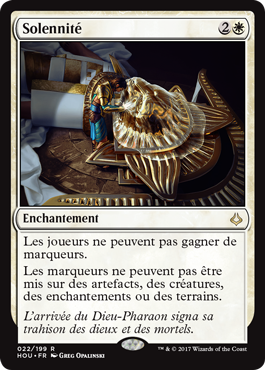 Solennité 2
Enchantement
Les joueurs ne peuvent pas gagner de
marqueurs.
Les marqueurs ne peuvent pas être
mis sur des artefacts, des créatures,
des enchantements ou des terrains.
L'arrivée du Dieu-Pharaon signa sa
trahison des dieux et des mortels.
022/199 R
HOU • FR Greg Opalinski
™ & © 2017 Wizards of the Coast